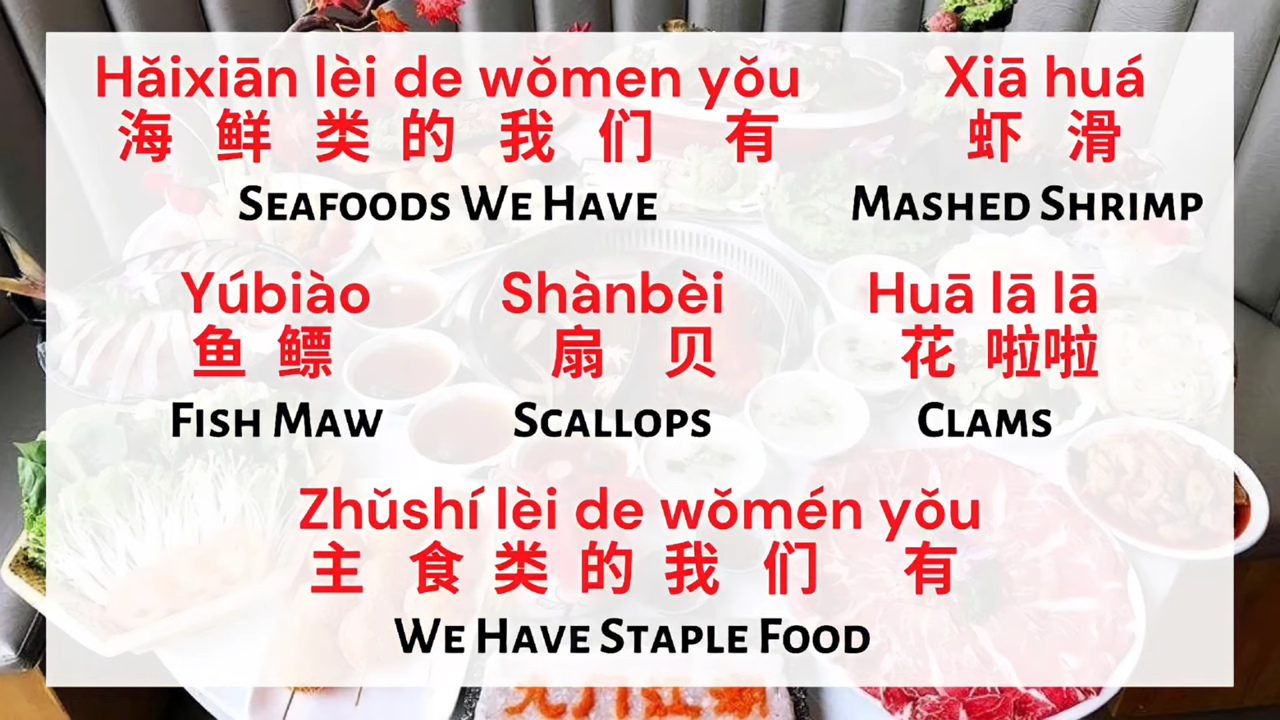 Hǎixiān lèi de wǒmen yǒu
海鲜类的我们有
Seafoods We Have
Xiā huá
虾滑
Mashed Shrimp
Yúbiào
鱼鳔
Fish Maw
Shànbèi
扇贝
Scallops
Huā lā lā
花啦啦
Clams
Zhǔshí lèi de wǒmén yǒu
主食类的我们有
We Have Staple Food